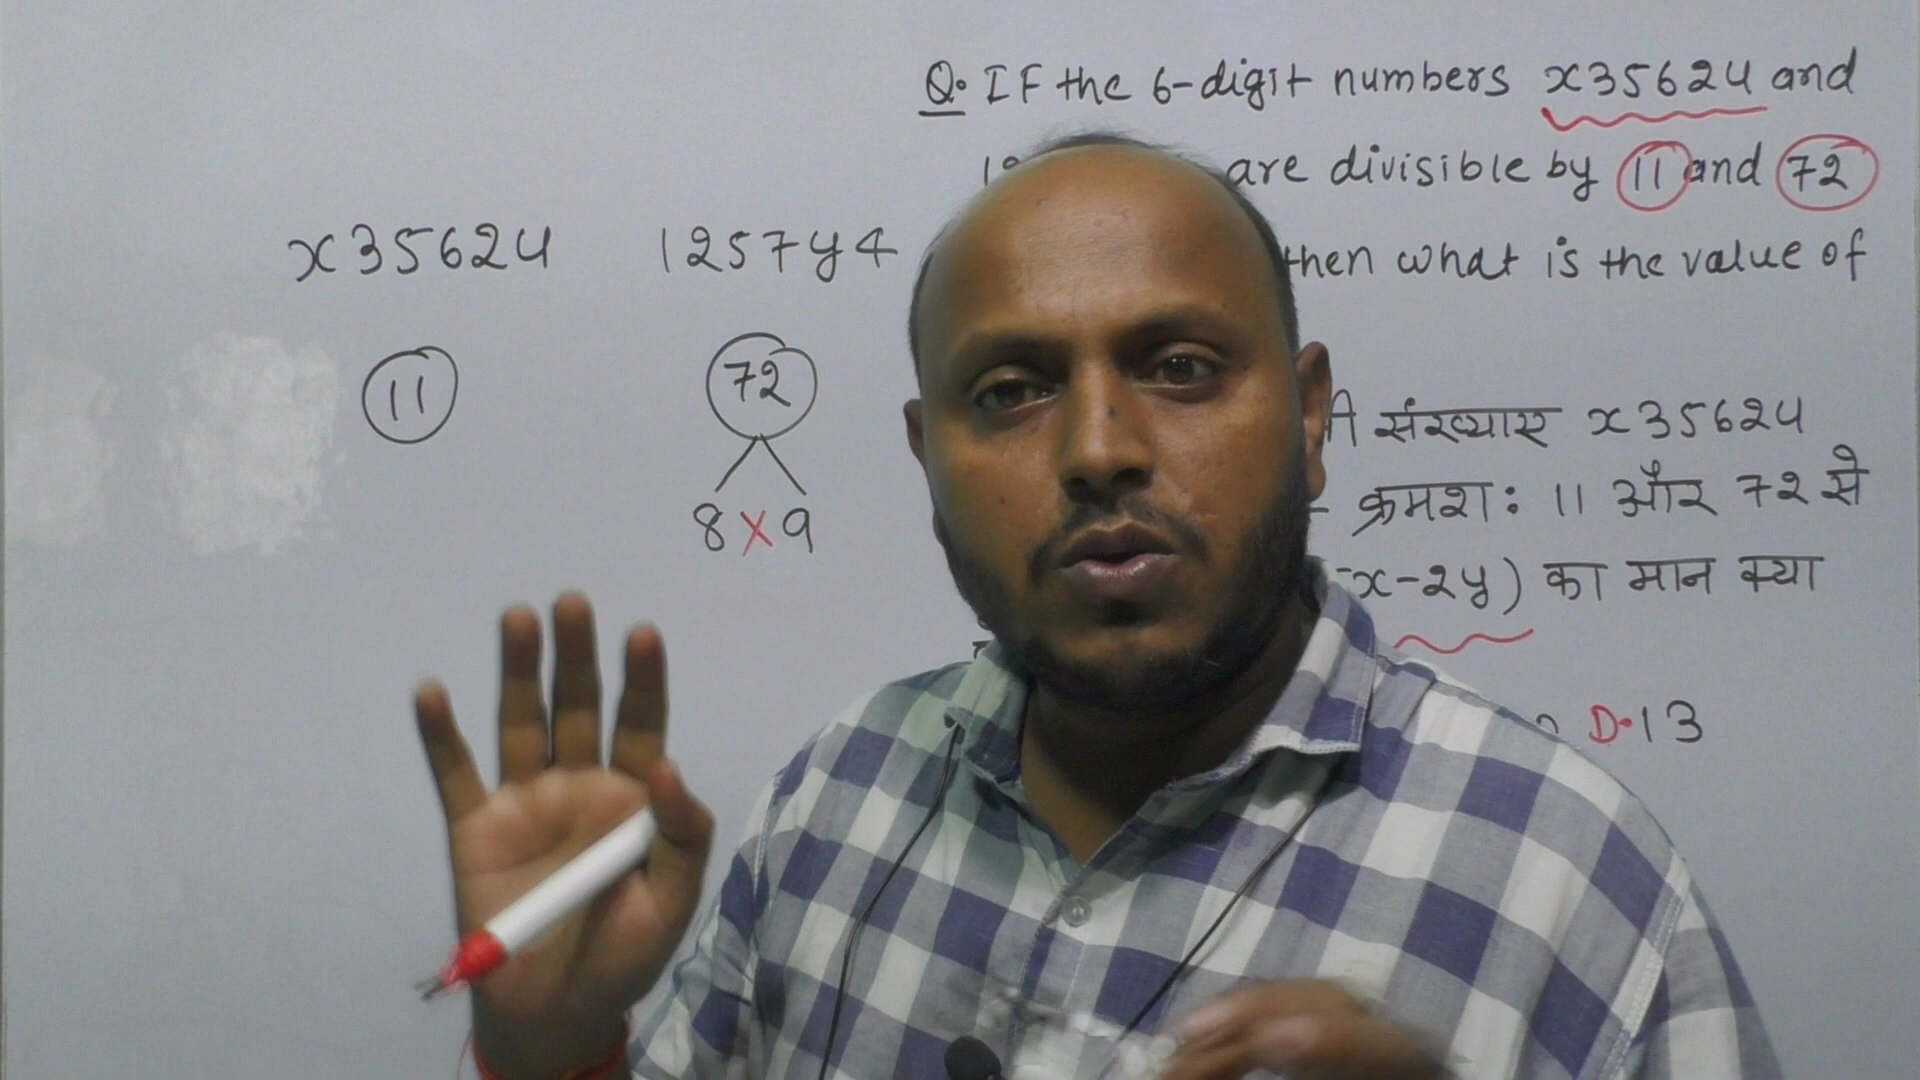 Q. IF the 6-digit numbers x35624 and
are divisible by 11 and 72
then what is the value of
x35624 1257y4
11 72
8 x 9
संख्याए x35624
क्रमश: 11 और 72 से
x-2y) का मान क्या
D. 13